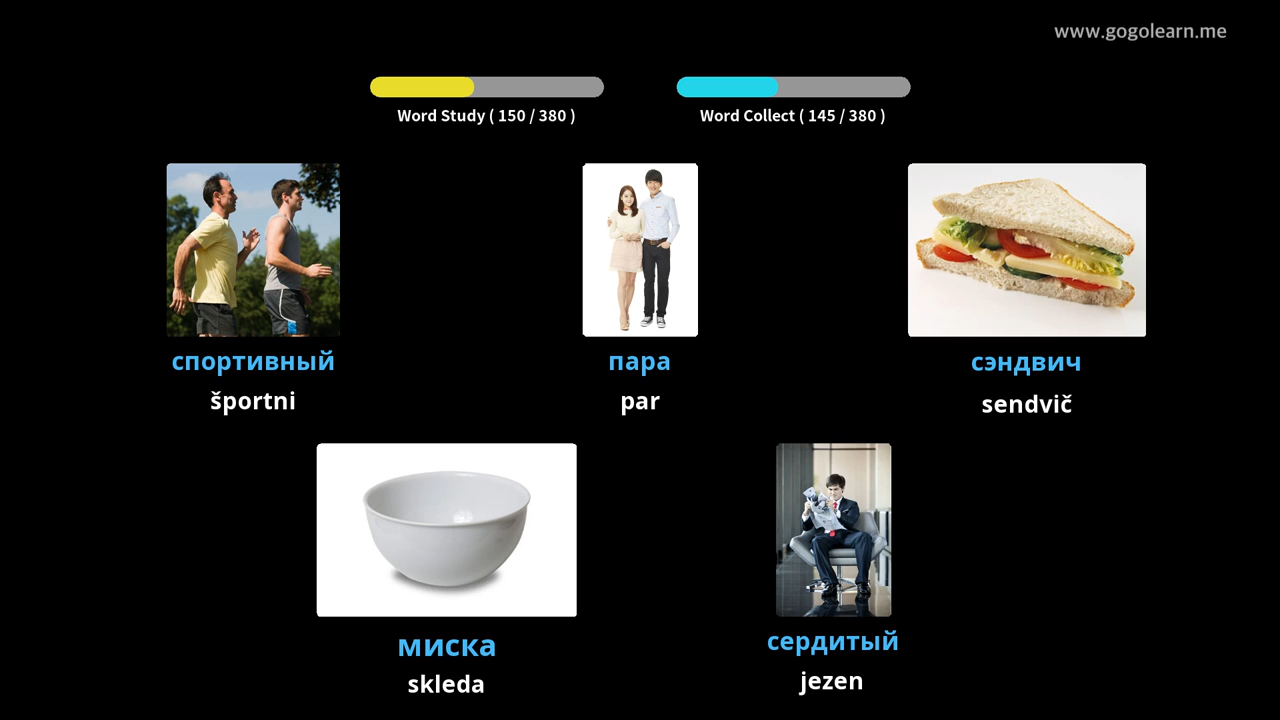 www.gogolearn.me
Word Study ( 150 / 380 )
Word Collect ( 145 / 380 )
спортивный
športni
пара
par
сэндвич
sendvič
миска
skleda
сердитый
jezen